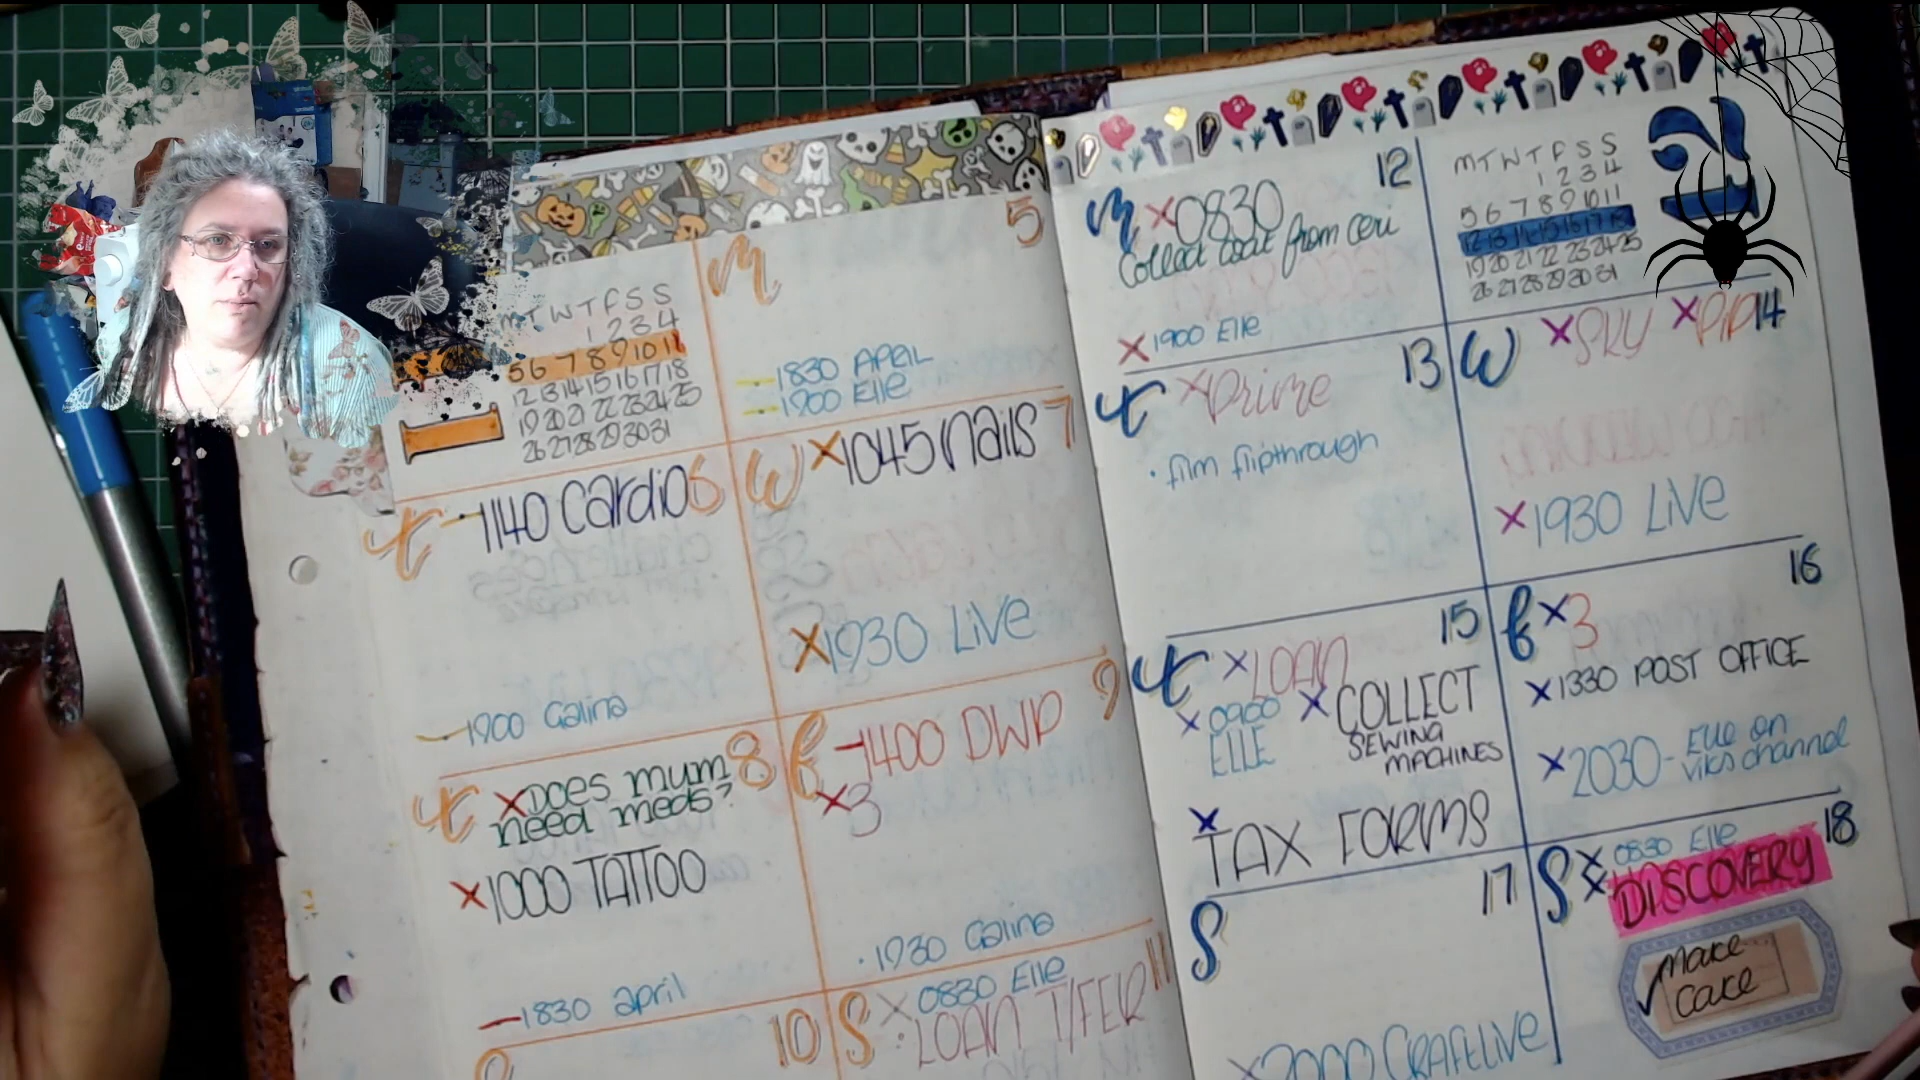 M T W T F S S
1 2 3 4
5 6 7 8 9 10 11
12 13 14 15 16 17 18
19 20 21 22 23 24 25
26 27 28 29 30 31
M 5
1830 APRIL
1900 Elle
t 1140 Cardio 6
1900 Galina
W X 1045 nails 7
X 1930 LIVE
t X Does mum 8
need meds?
X 1000 TATTOO
1830 april
f 1400 DWP 9
X 3
1930 Galina
10
S X 0830 Elle 11
LOAN T/FER
M X 0830 12
Collect coat from ceri
X 1900 Elle
M T W T F S S
1 2 3 4
5 6 7 8 9 10 11
12 13 14 15 16 17 18
19 20 21 22 23 24 25
26 27 28 29 30 31
t X Prime 13
film flipthrough
W X SKY X PIP 14
X 1930 LIVE
t X LOAN 15
X 0900
ELLE
X COLLECT
SEWING
MACHINES
X TAX FORMS
f X 3 16
X 1330 POST OFFICE
X 2030 - Elle on
viks channel
S 17
X 2000 CRAFT LIVE
S X 0830 Elle 18
X DISCOVERY
make
cake